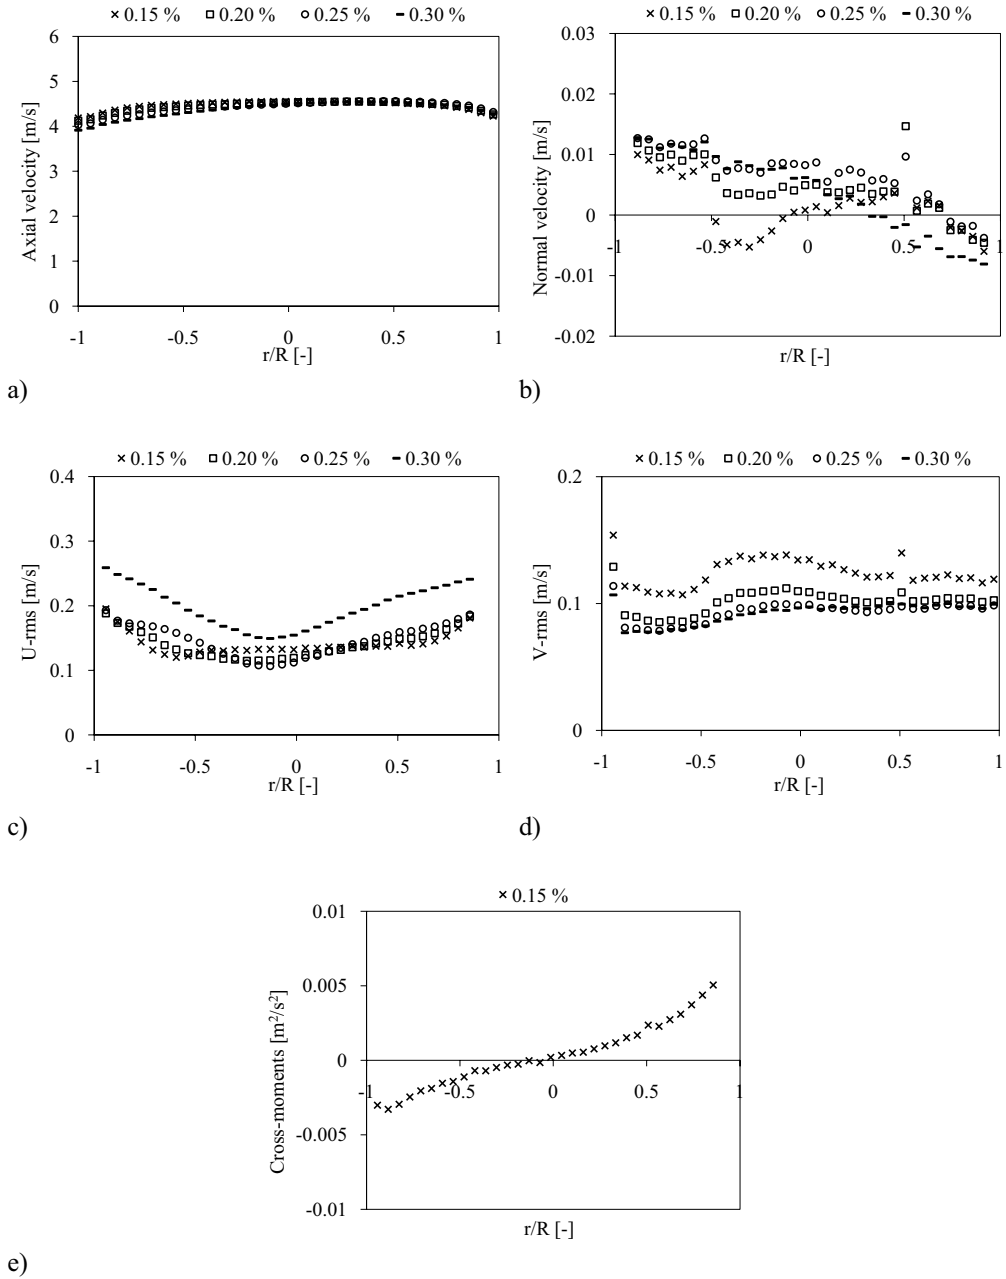 × 0.15 % □ 0.20 % ○ 0.25 % – 0.30 %
6
5
4
3
2
1
0
-1 -0.5 0 0.5 1
Axial velocity [m/s]
r/R [-]
a)
× 0.15 % □ 0.20 % ○ 0.25 % – 0.30 %
0.03
0.02
0.01
0
-0.01
-0.02
-1 -0.5 0 0.5 1
Normal velocity [m/s]
r/R [-]
b)
× 0.15 % □ 0.20 % ○ 0.25 % – 0.30 %
0.4
0.3
0.2
0.1
0
-1 -0.5 0 0.5 1
U-rms [m/s]
r/R [-]
c)
× 0.15 % □ 0.20 % ○ 0.25 % – 0.30 %
0.2
0.1
0
-1 -0.5 0 0.5 1
V-rms [m/s]
r/R [-]
d)
× 0.15 %
0.01
0.005
0
-0.005
-0.01
-1 -0.5 0 0.5 1
Cross-moments [m²/s²]
r/R [-]
e)